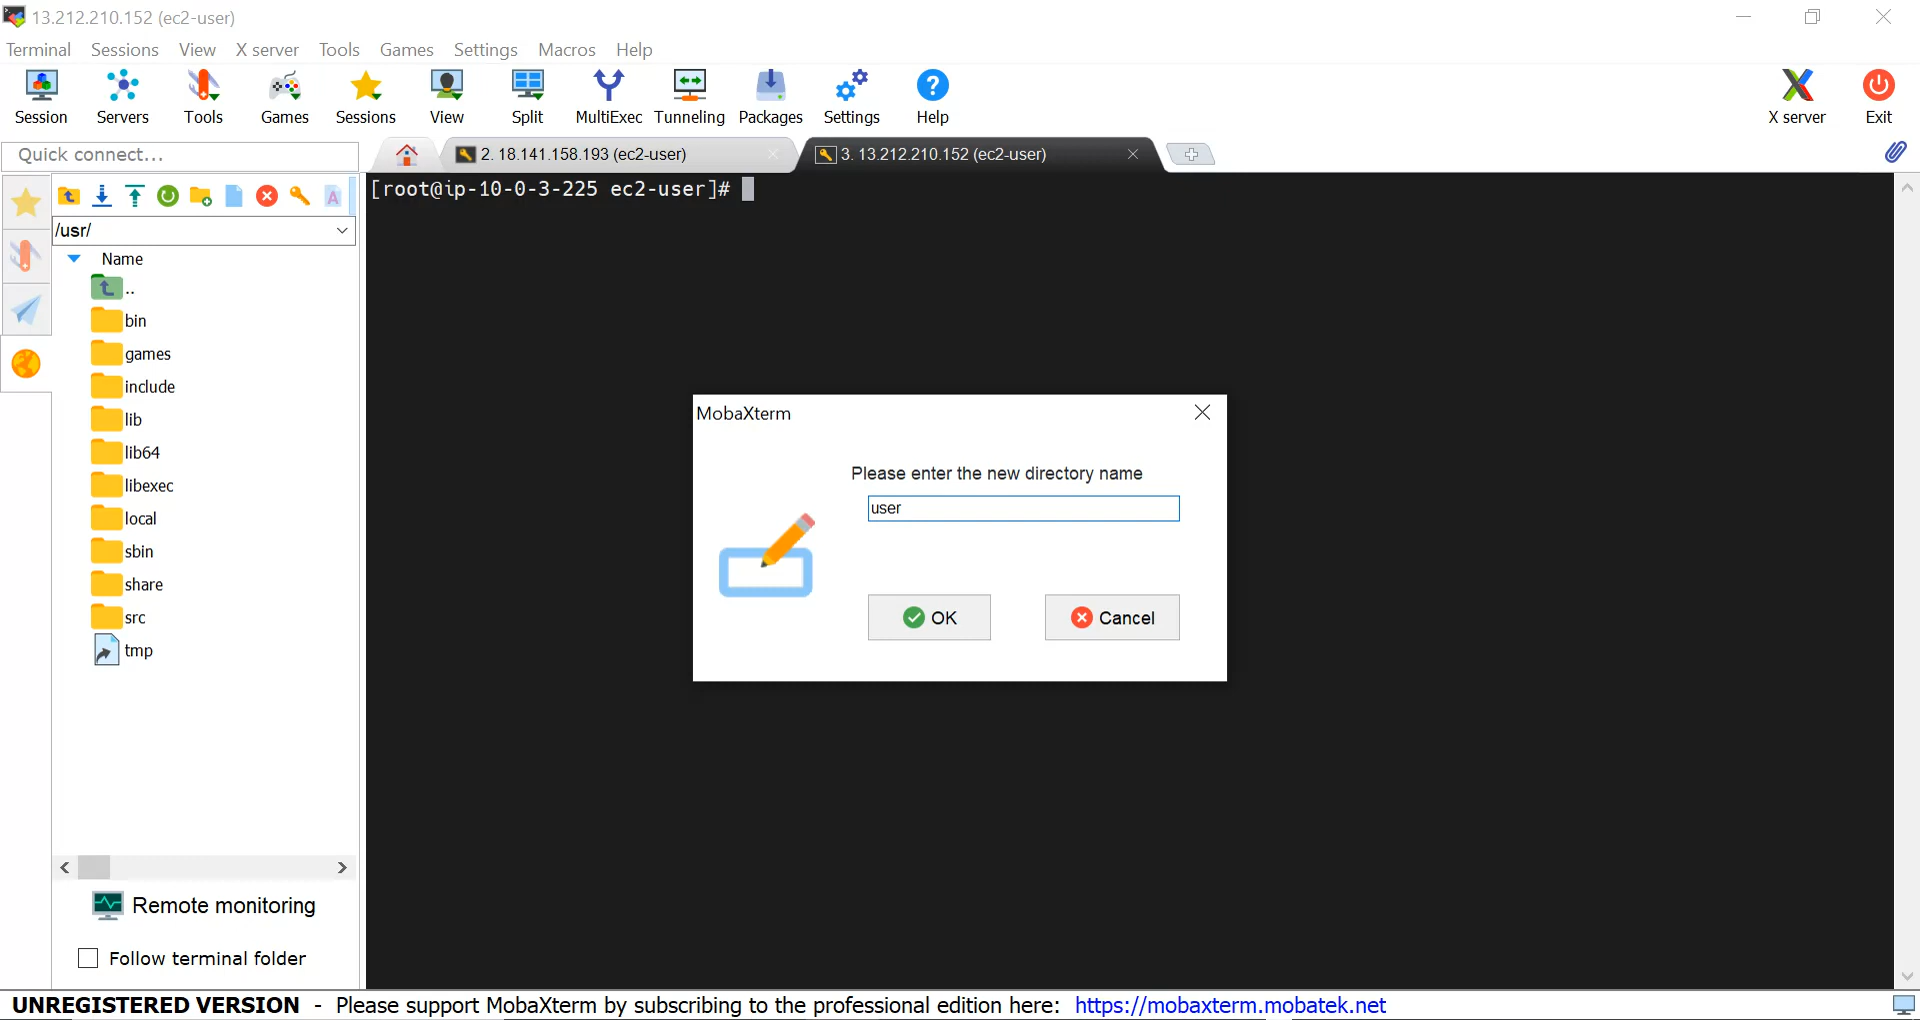 13.212.210.152 (ec2-user)
Terminal Sessions View X server Tools Games Settings Macros Help
Session Servers Tools Games Sessions View Split MultiExec Tunneling Packages Settings Help X server Exit
Quick connect...
2. 18.141.158.193 (ec2-user)
3. 13.212.210.152 (ec2-user)
[root@ip-10-0-3-225 ec2-user]#
/usr/
Name
..
bin
games
include
lib
lib64
libexec
local
sbin
share
src
tmp
MobaXterm
Please enter the new directory name
user
OK Cancel
Remote monitoring
Follow terminal folder
UNREGISTERED VERSION - Please support MobaXterm by subscribing to the professional edition here: https://mobaxterm.mobatek.net